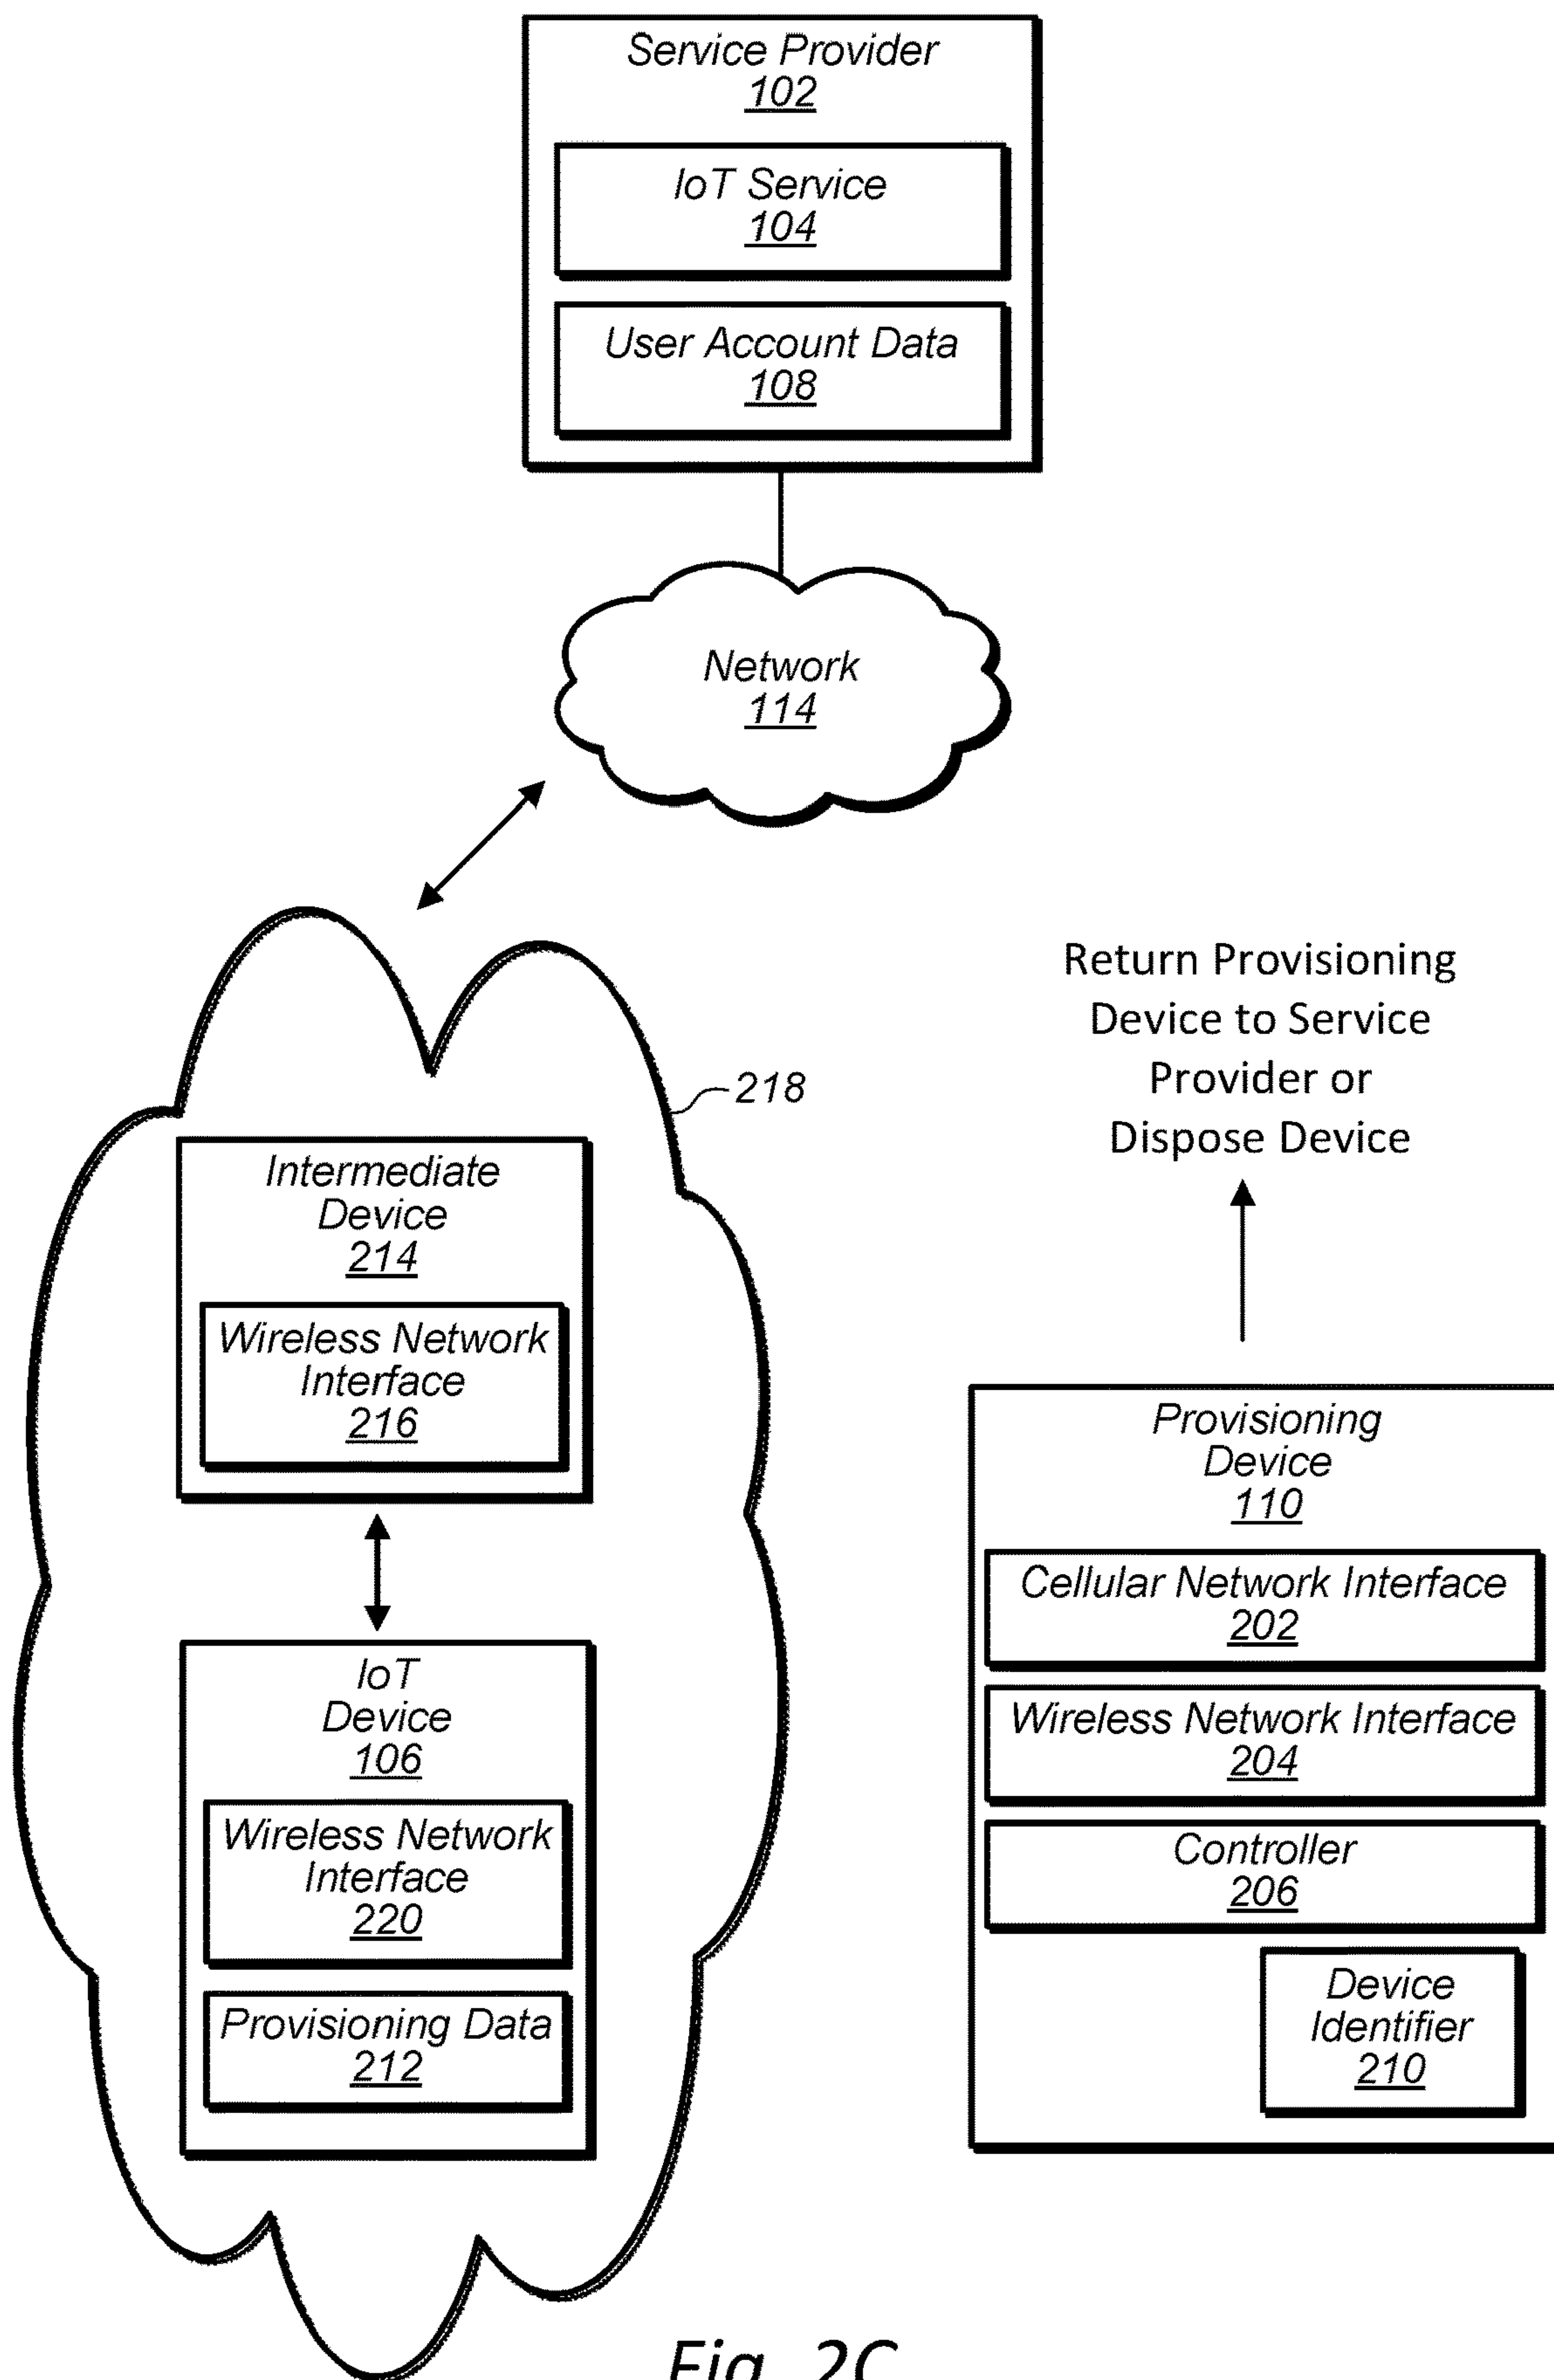 Service Provider
102
IoT Service
104
User Account Data
108
Network
114
218
Intermediate
Device
214
Wireless Network
Interface
216
IoT
Device
106
Wireless Network
Interface
220
Provisioning Data
212
Return Provisioning
Device to Service
Provider or
Dispose Device
Provisioning
Device
110
Cellular Network Interface
202
Wireless Network Interface
204
Controller
206
Device
Identifier
210
Fig. 2C